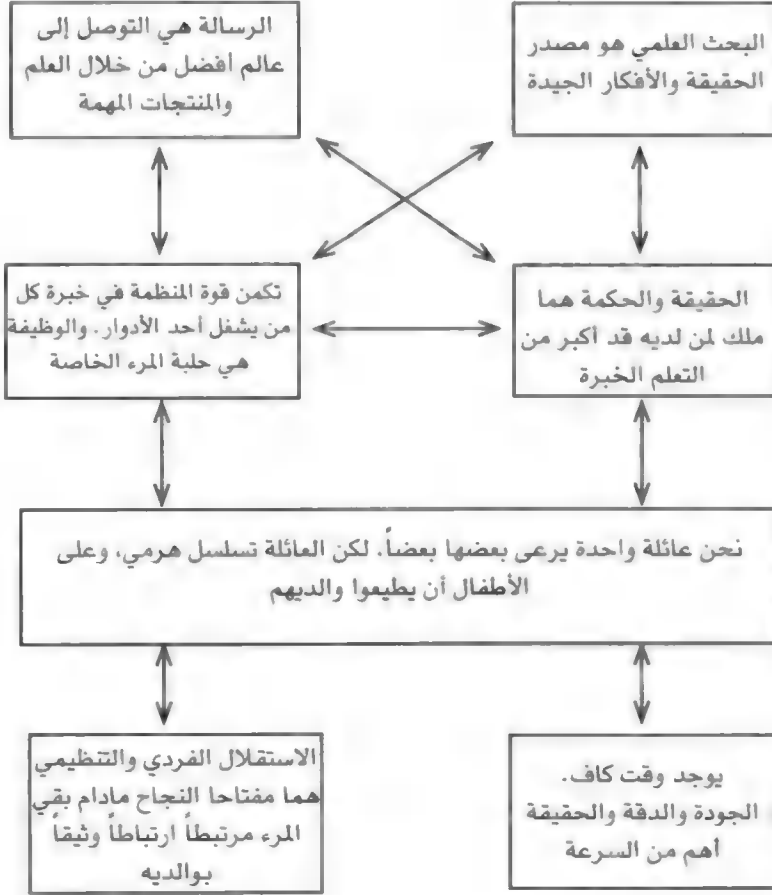 البحث العلمي هو مصدر
الحقيقة والأفكار الجيدة
الرسالة هي التوصل إلى
عالم أفضل من خلال العلم
والمنتجات المهمة
الحقيقة والحكمة هما
ملك لمن لديه قد أكبر من
التعلم الخبرة
تكمن قوة المنظمة في خبرة كل
من يشغل أحد الأدوار. والوظيفة
هي حلبة المرء الخاصة
نحن عائلة واحدة يرعى بعضها بعضاً. لكن العائلة تسلسل هرمي، وعلى
الأطفال أن يطيعوا والديهم
يوجد وقت كاف.
الجودة والدقة والحقيقة
أهم من السرعة
الاستقلال الفردي والتنظيمي
هما مفتاحا النجاح مادام بقي
المرء مرتبطاً ارتباطاً وثيقاً
بوالديه